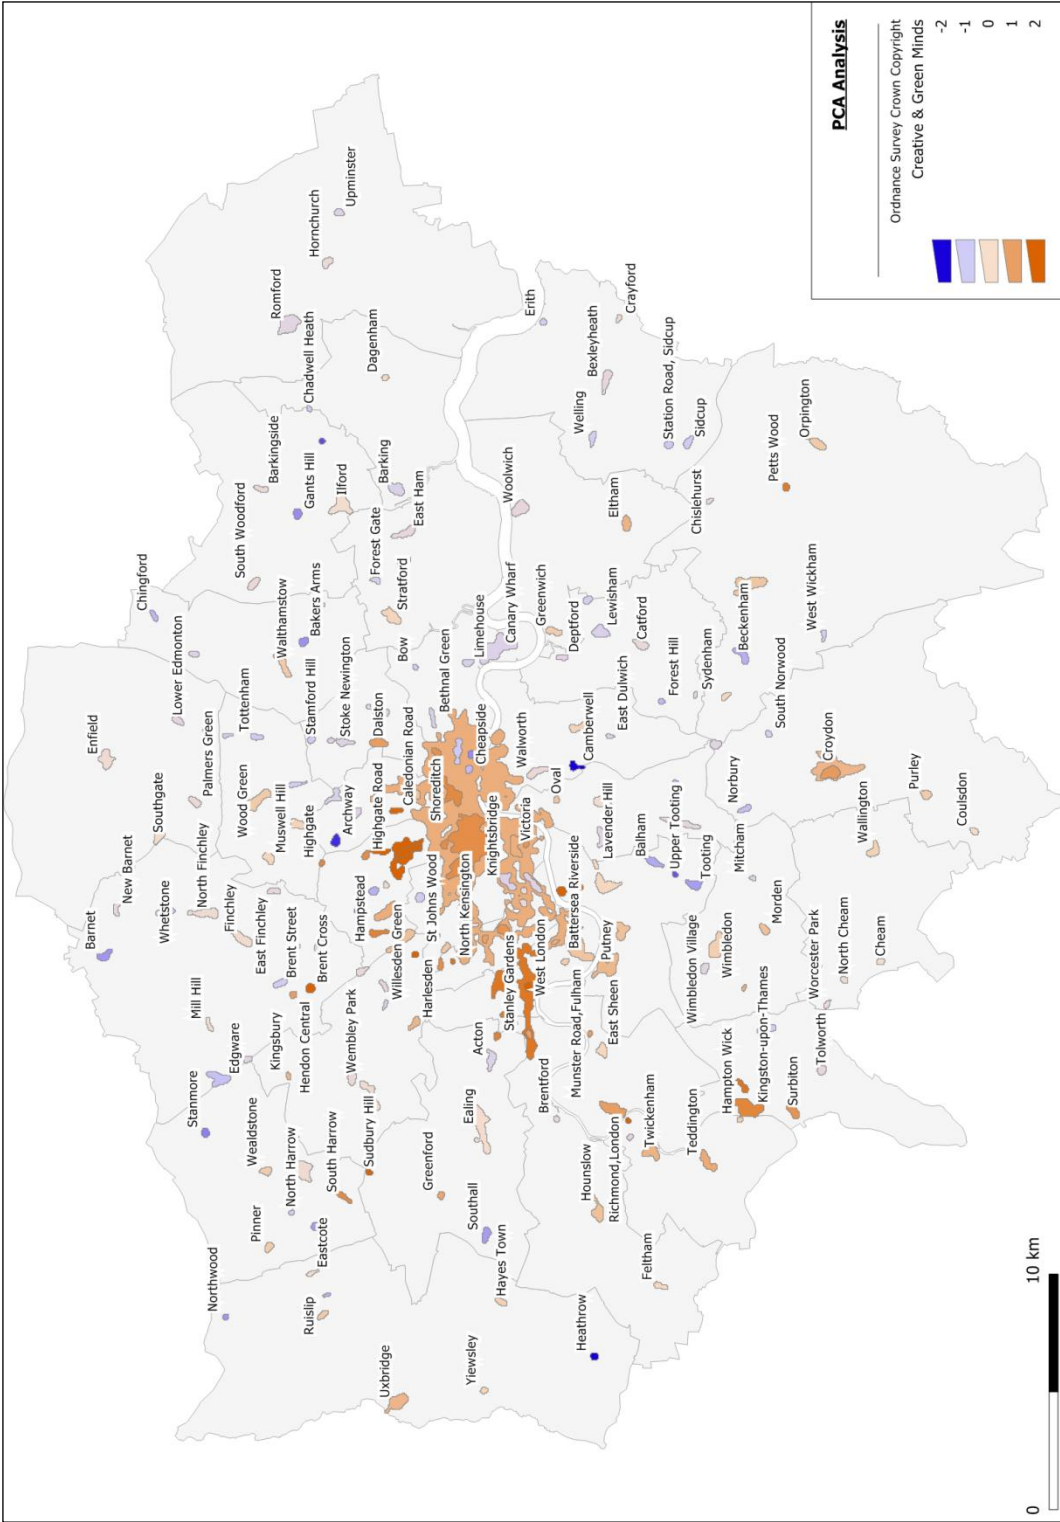 PCA Analysis
Ordnance Survey Crown Copyright
Creative & Green Minds
-2
-1
0
1
2
10 km
Northwood
Ruislip
Eastcote
Pinner
Uxbridge
Yiewsley
Heathrow
Hayes Town
Southall
Feltham
Hounslow
Richmond,London
Stanmore
Edgware
Wealdstone
North Harrow
South Harrow
Sudbury Hill
Greenford
Ealing
Twickenham
Teddington
Mill Hill
Kingsbury
Hendon Central
Wembley Park
Acton
Brentford
Hampton Wick
Kingston-upon-Thames
Surbiton
Tolworth
Barnet
New Barnet
Whetstone
North Finchley
Finchley
East Finchley
Brent Street
Brent Cross
Willesden Green
Harlesden
Stanley Gardens
West London
Munster Road,Fulham
East Sheen
Putney
Battersea Riverside
Wimbledon Village
Wimbledon
Worcester Park
North Cheam
Cheam
Morden
Mitcham
Enfield
Southgate
Palmers Green
Lower Edmonton
Wood Green
Tottenham
Muswell Hill
Highgate
Archway
Highgate Road
Hampstead
St Johns Wood
North Kensington
Knightsbridge
Victoria
Shoreditch
Caledonian Road
Dalston
Stoke Newington
Stamford Hill
Cheapside
Bethnal Green
Walworth
Oval
Camberwell
Lavender Hill
Balham
Upper Tooting
Tooting
Norbury
Wallington
Croydon
Purley
Coulsdon
South Norwood
Chingford
Walthamstow
Bakers Arms
South Woodford
Barkingside
Gants Hill
Ilford
Forest Gate
Stratford
Bow
Limehouse
Canary Wharf
Greenwich
Deptford
Lewisham
Catford
East Dulwich
Forest Hill
Sydenham
Beckenham
West Wickham
Barking
East Ham
Woolwich
Eltham
Chislehurst
Petts Wood
Orpington
Romford
Chadwell Heath
Dagenham
Hornchurch
Upminster
Erith
Welling
Bexleyheath
Crayford
Station Road, Sidcup
Sidcup